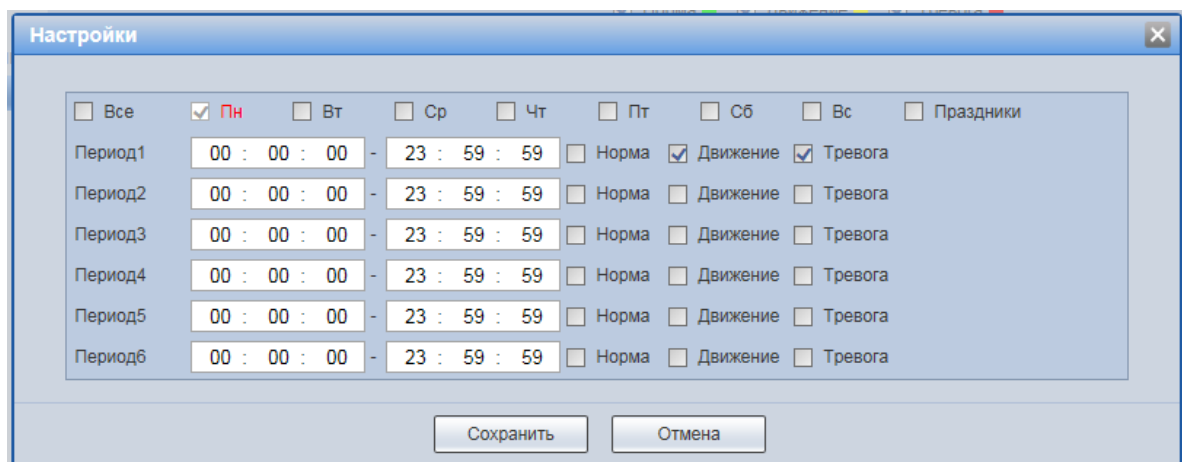 Настройки
Все Пн Вт Ср Чт Пт Сб Вс Праздники
Период1 00 : 00 : 00 - 23 : 59 : 59 Норма Движение Тревога
Период2 00 : 00 : 00 - 23 : 59 : 59 Норма Движение Тревога
Период3 00 : 00 : 00 - 23 : 59 : 59 Норма Движение Тревога
Период4 00 : 00 : 00 - 23 : 59 : 59 Норма Движение Тревога
Период5 00 : 00 : 00 - 23 : 59 : 59 Норма Движение Тревога
Период6 00 : 00 : 00 - 23 : 59 : 59 Норма Движение Тревога
Сохранить Отмена